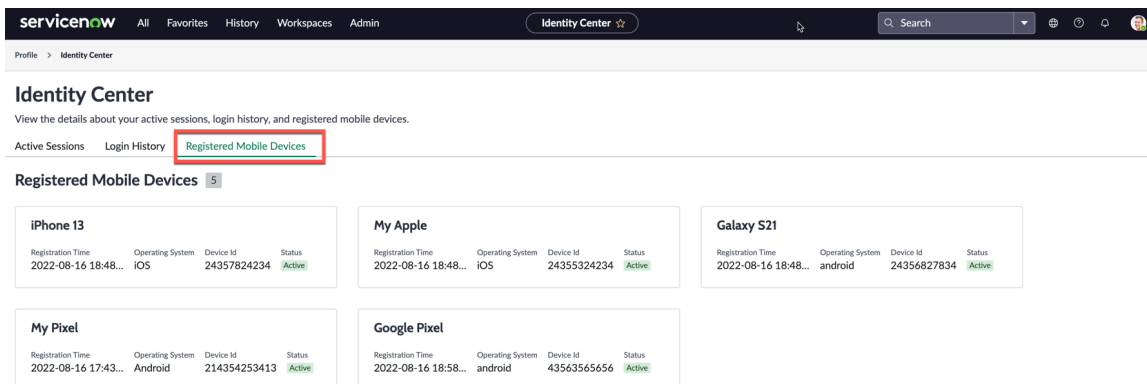 servicenow All Favorites History Workspaces Admin Identity Center Search
Profile > Identity Center
Identity Center
View the details about your active sessions, login history, and registered mobile devices.
Active Sessions Login History Registered Mobile Devices
Registered Mobile Devices 5
iPhone 13
Registration Time Operating System Device Id Status
2022-08-16 18:48... iOS 24357824234 Active
My Apple
Registration Time Operating System Device Id Status
2022-08-16 18:48... iOS 24355324234 Active
Galaxy S21
Registration Time Operating System Device Id Status
2022-08-16 18:48... android 24356827834 Active
My Pixel
Registration Time Operating System Device Id Status
2022-08-16 17:43... Android 214354253413 Active
Google Pixel
Registration Time Operating System Device Id Status
2022-08-16 18:58... android 43563565656 Active